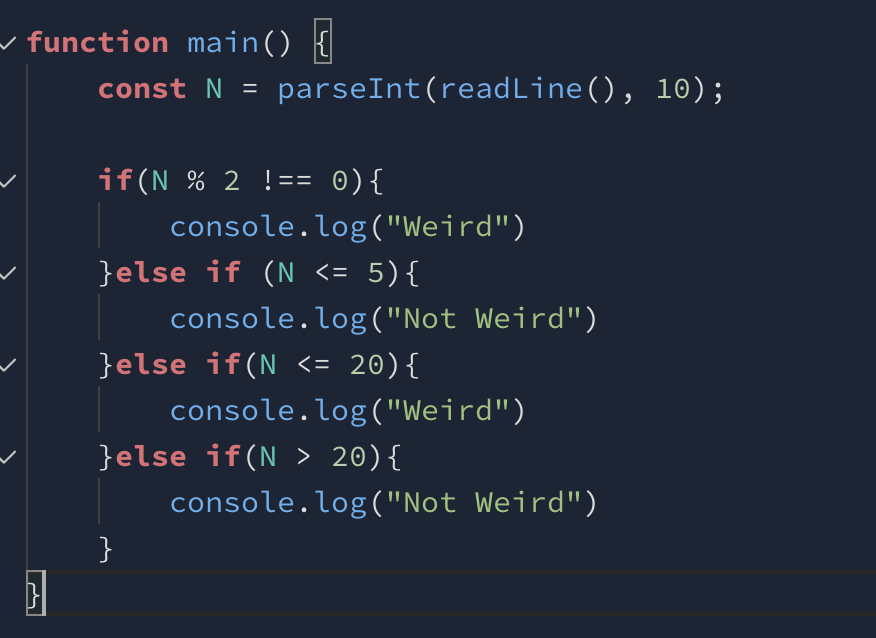 function main() {
    const N = parseInt(readLine(), 10);

    if(N % 2 !== 0){
        console.log("Weird")
    }else if (N <= 5){
        console.log("Not Weird")
    }else if(N <= 20){
        console.log("Weird")
    }else if(N > 20){
        console.log("Not Weird")
    }
}